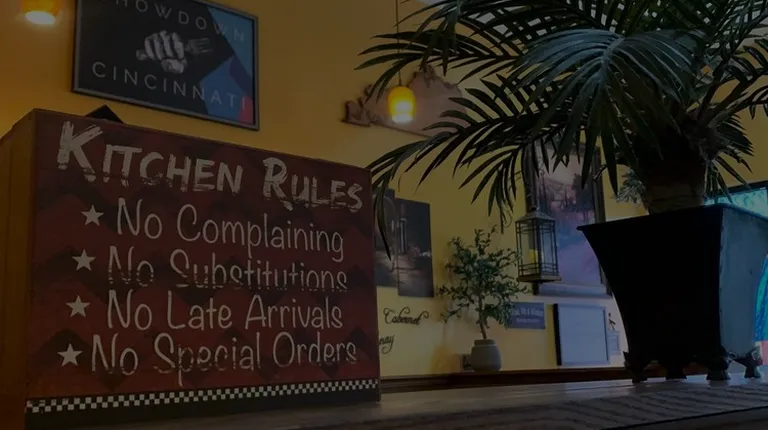 SHOWDOWN
CINCINNATI
KITCHEN RULES
★ No Complaining
★ No Substitutions
★ No Late Arrivals
★ No Special Orders
Cabernet